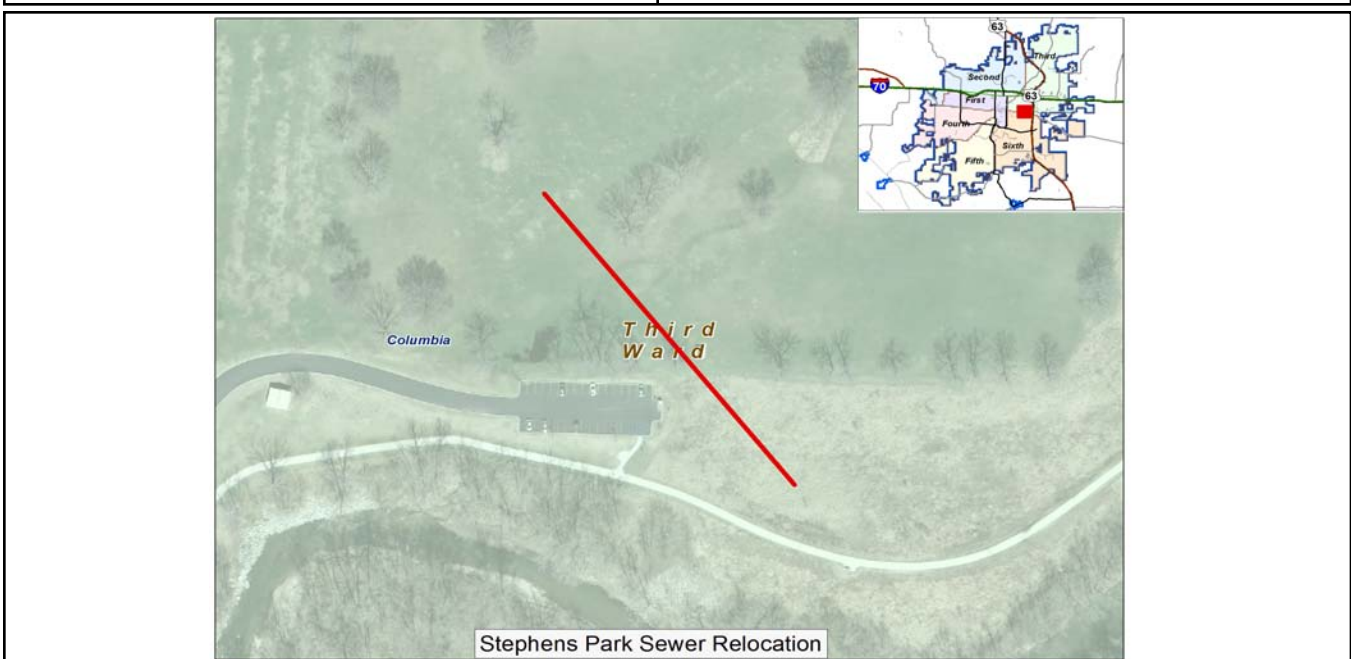 63
Third
Second
70
63
First
Fourth
Sixth
Fifth
Columbia
Third
Ward
Stephens Park Sewer Relocation